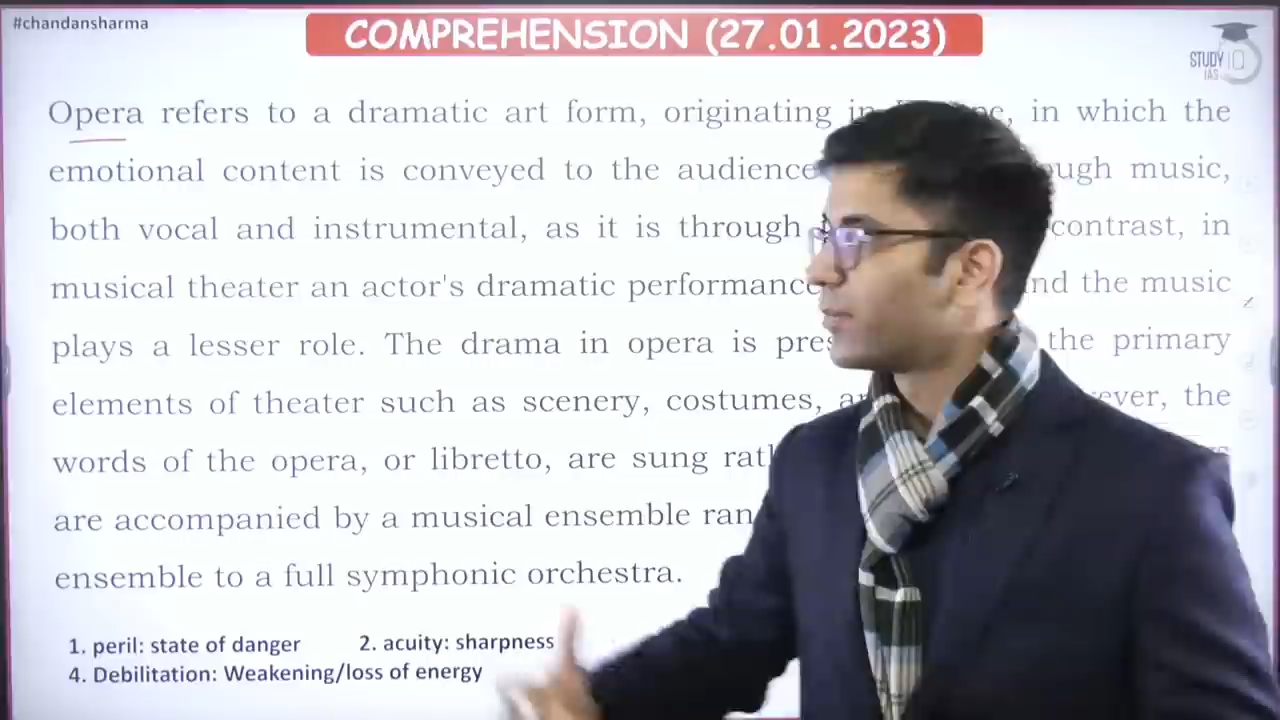 #chandansharma
COMPREHENSION (27.01.2023)
STUDY IQ
IAS
Opera refers to a dramatic art form, originating in in which the
emotional content is conveyed to the audience music,
both vocal and instrumental, as it is through contrast, in
musical theater an actor's dramatic performance the music
plays a lesser role. The drama in opera is the primary
elements of theater such as scenery, costumes, the
words of the opera, or libretto, are sung
are accompanied by a musical ensemble
ensemble to a full symphonic orchestra.
1. peril: state of danger 2. acuity: sharpness
4. Debilitation: Weakening/loss of energy